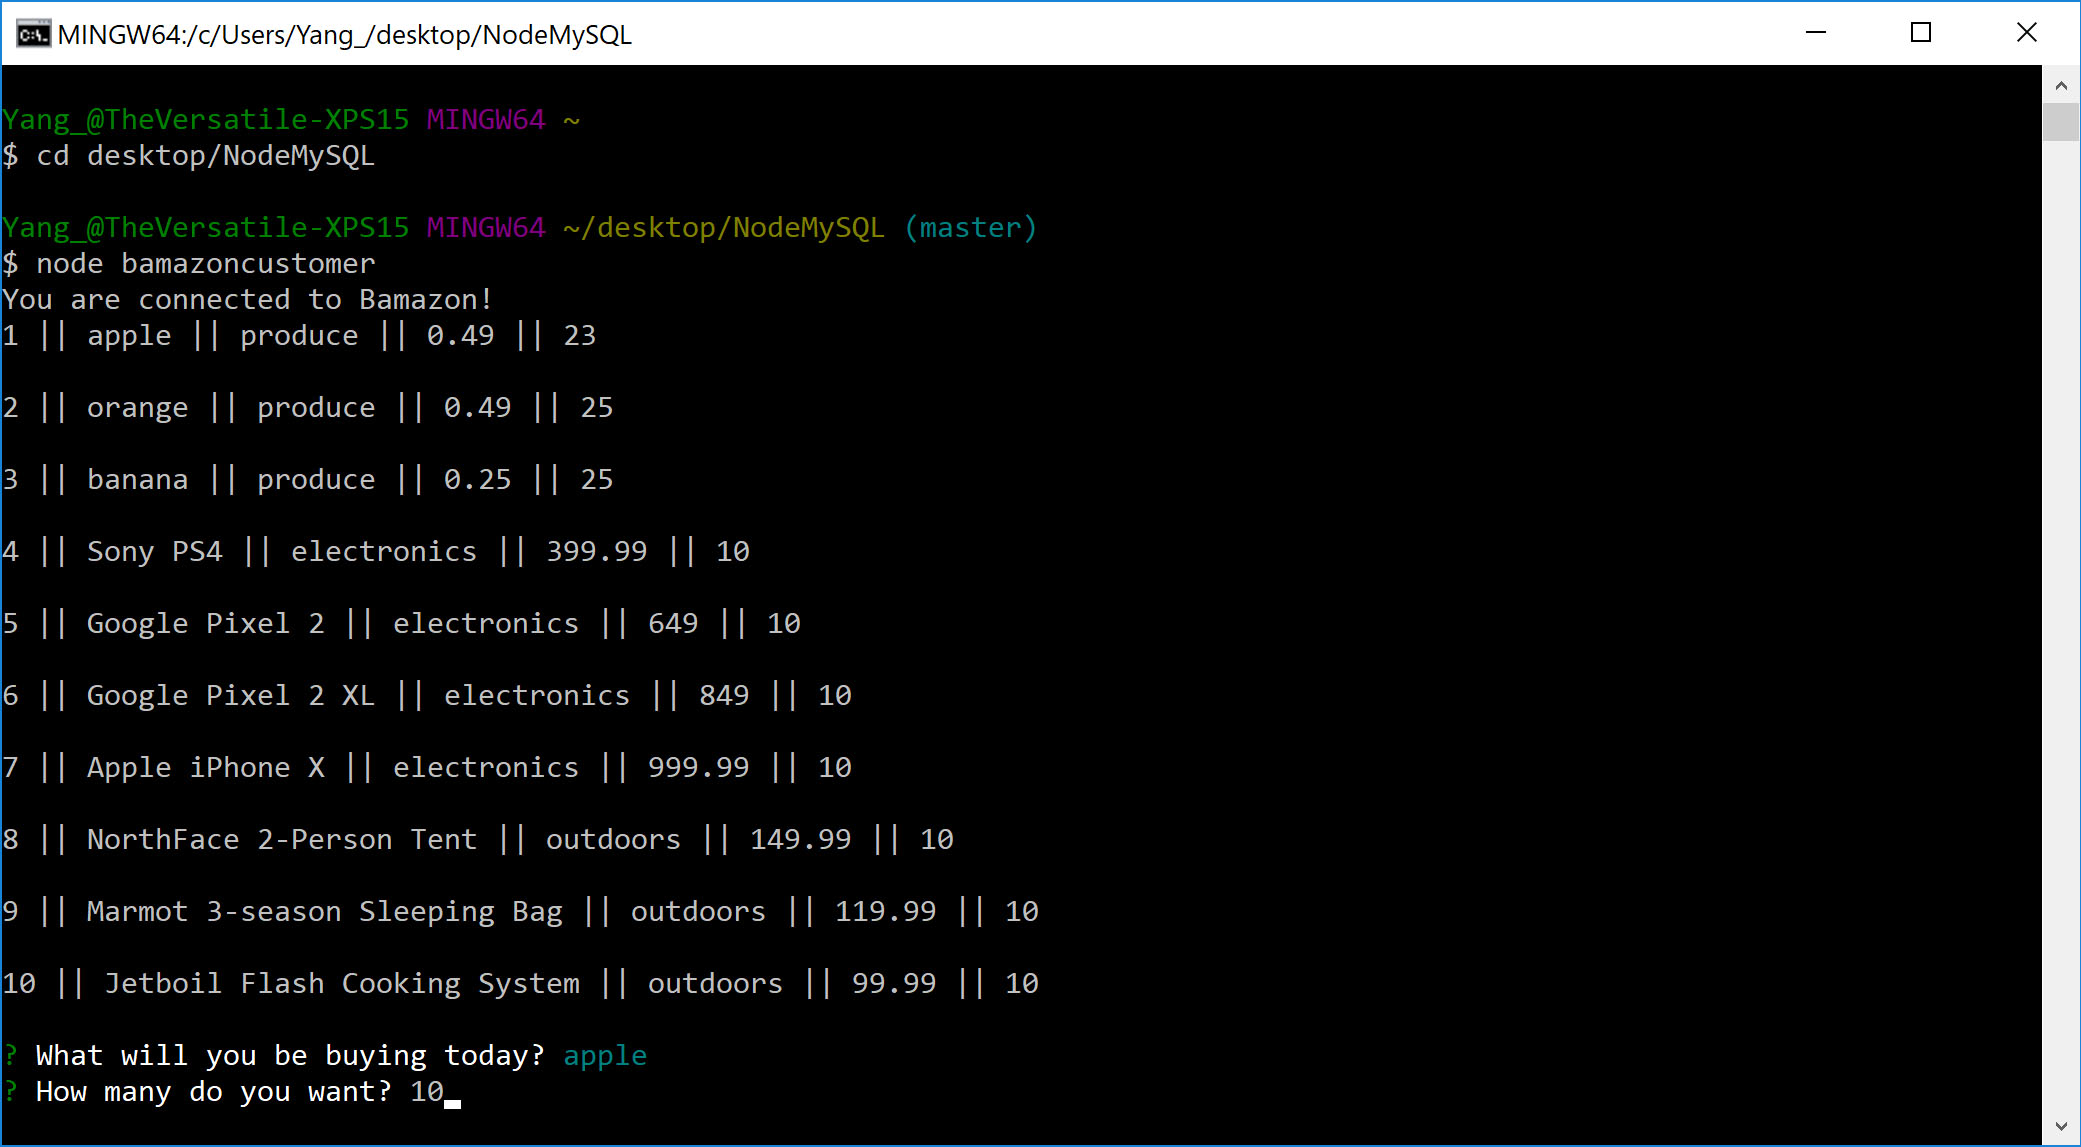 MINGW64:/c/Users/Yang_/desktop/NodeMySQL
Yang_@TheVersatile-XPS15 MINGW64 ~
$ cd desktop/NodeMySQL
Yang_@TheVersatile-XPS15 MINGW64 ~/desktop/NodeMySQL (master)
$ node bamazoncustomer
You are connected to Bamazon!
1 || apple || produce || 0.49 || 23
2 || orange || produce || 0.49 || 25
3 || banana || produce || 0.25 || 25
4 || Sony PS4 || electronics || 399.99 || 10
5 || Google Pixel 2 || electronics || 649 || 10
6 || Google Pixel 2 XL || electronics || 849 || 10
7 || Apple iPhone X || electronics || 999.99 || 10
8 || NorthFace 2-Person Tent || outdoors || 149.99 || 10
9 || Marmot 3-season Sleeping Bag || outdoors || 119.99 || 10
10 || Jetboil Flash Cooking System || outdoors || 99.99 || 10
? What will you be buying today? apple
? How many do you want? 10